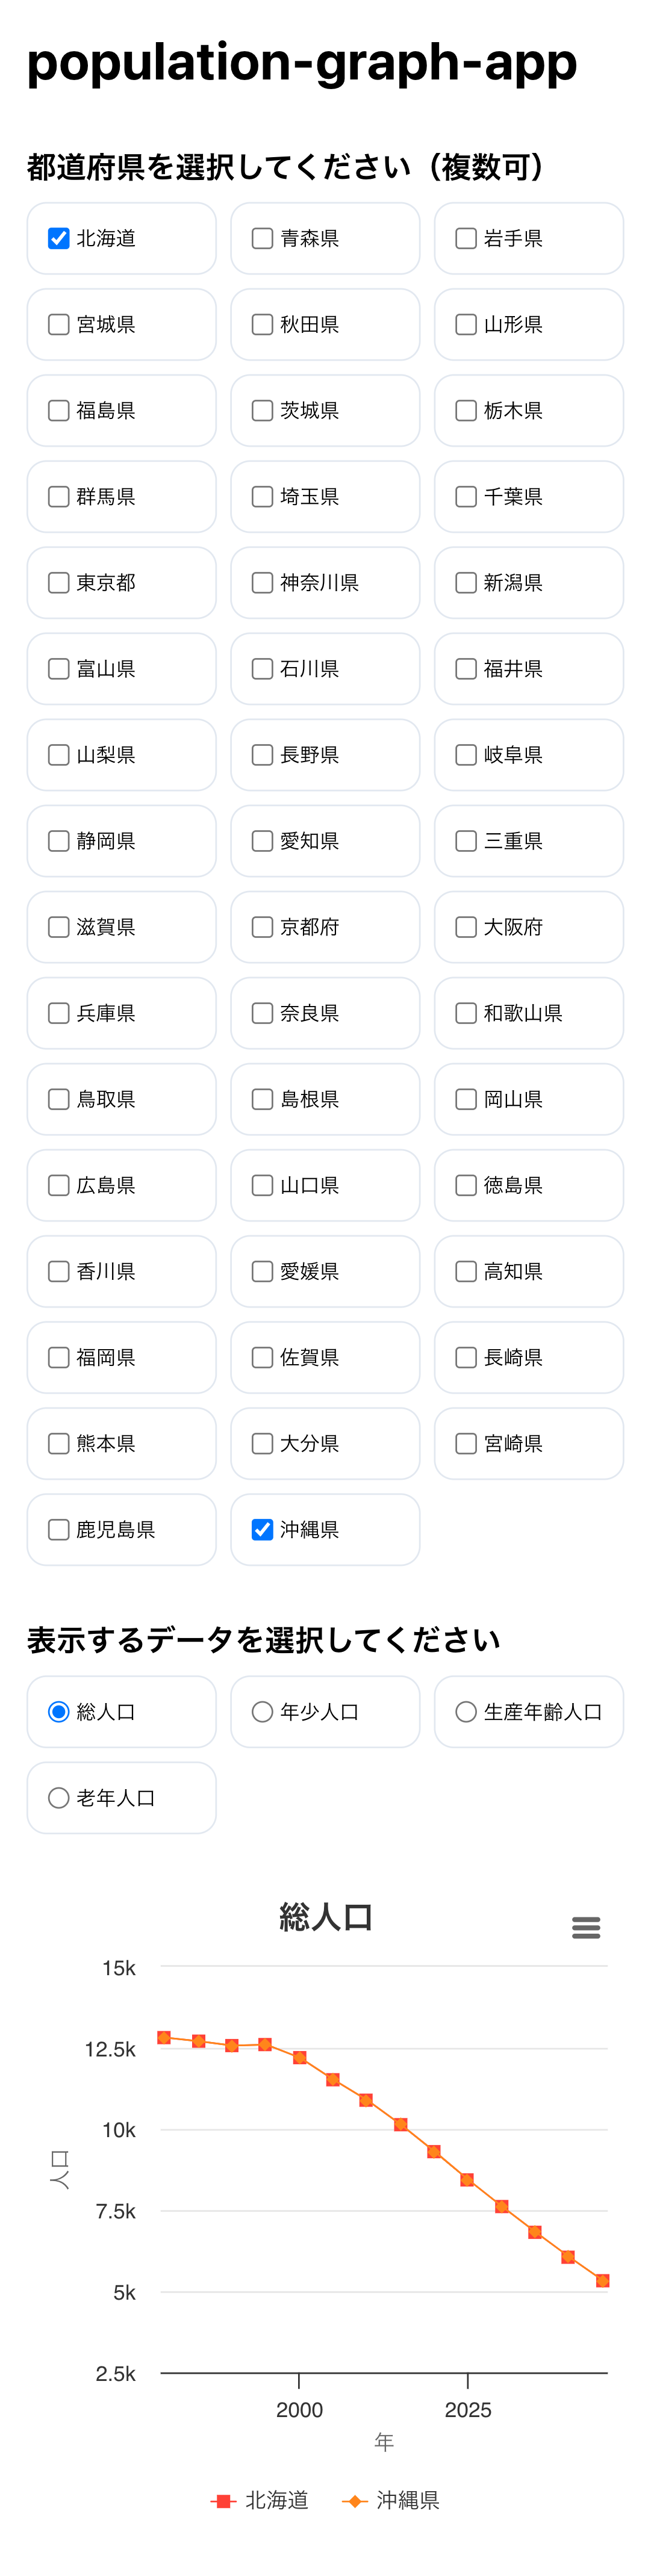 population-graph-app
都道府県を選択してください（複数可）
北海道 青森県 岩手県
宮城県 秋田県 山形県
福島県 茨城県 栃木県
群馬県 埼玉県 千葉県
東京都 神奈川県 新潟県
富山県 石川県 福井県
山梨県 長野県 岐阜県
静岡県 愛知県 三重県
滋賀県 京都府 大阪府
兵庫県 奈良県 和歌山県
鳥取県 島根県 岡山県
広島県 山口県 徳島県
香川県 愛媛県 高知県
福岡県 佐賀県 長崎県
熊本県 大分県 宮崎県
鹿児島県 沖縄県
表示するデータを選択してください
総人口 年少人口 生産年齢人口
老年人口
総人口
15k
12.5k
10k
人口
7.5k
5k
2.5k
2000 2025
年
北海道 沖縄県